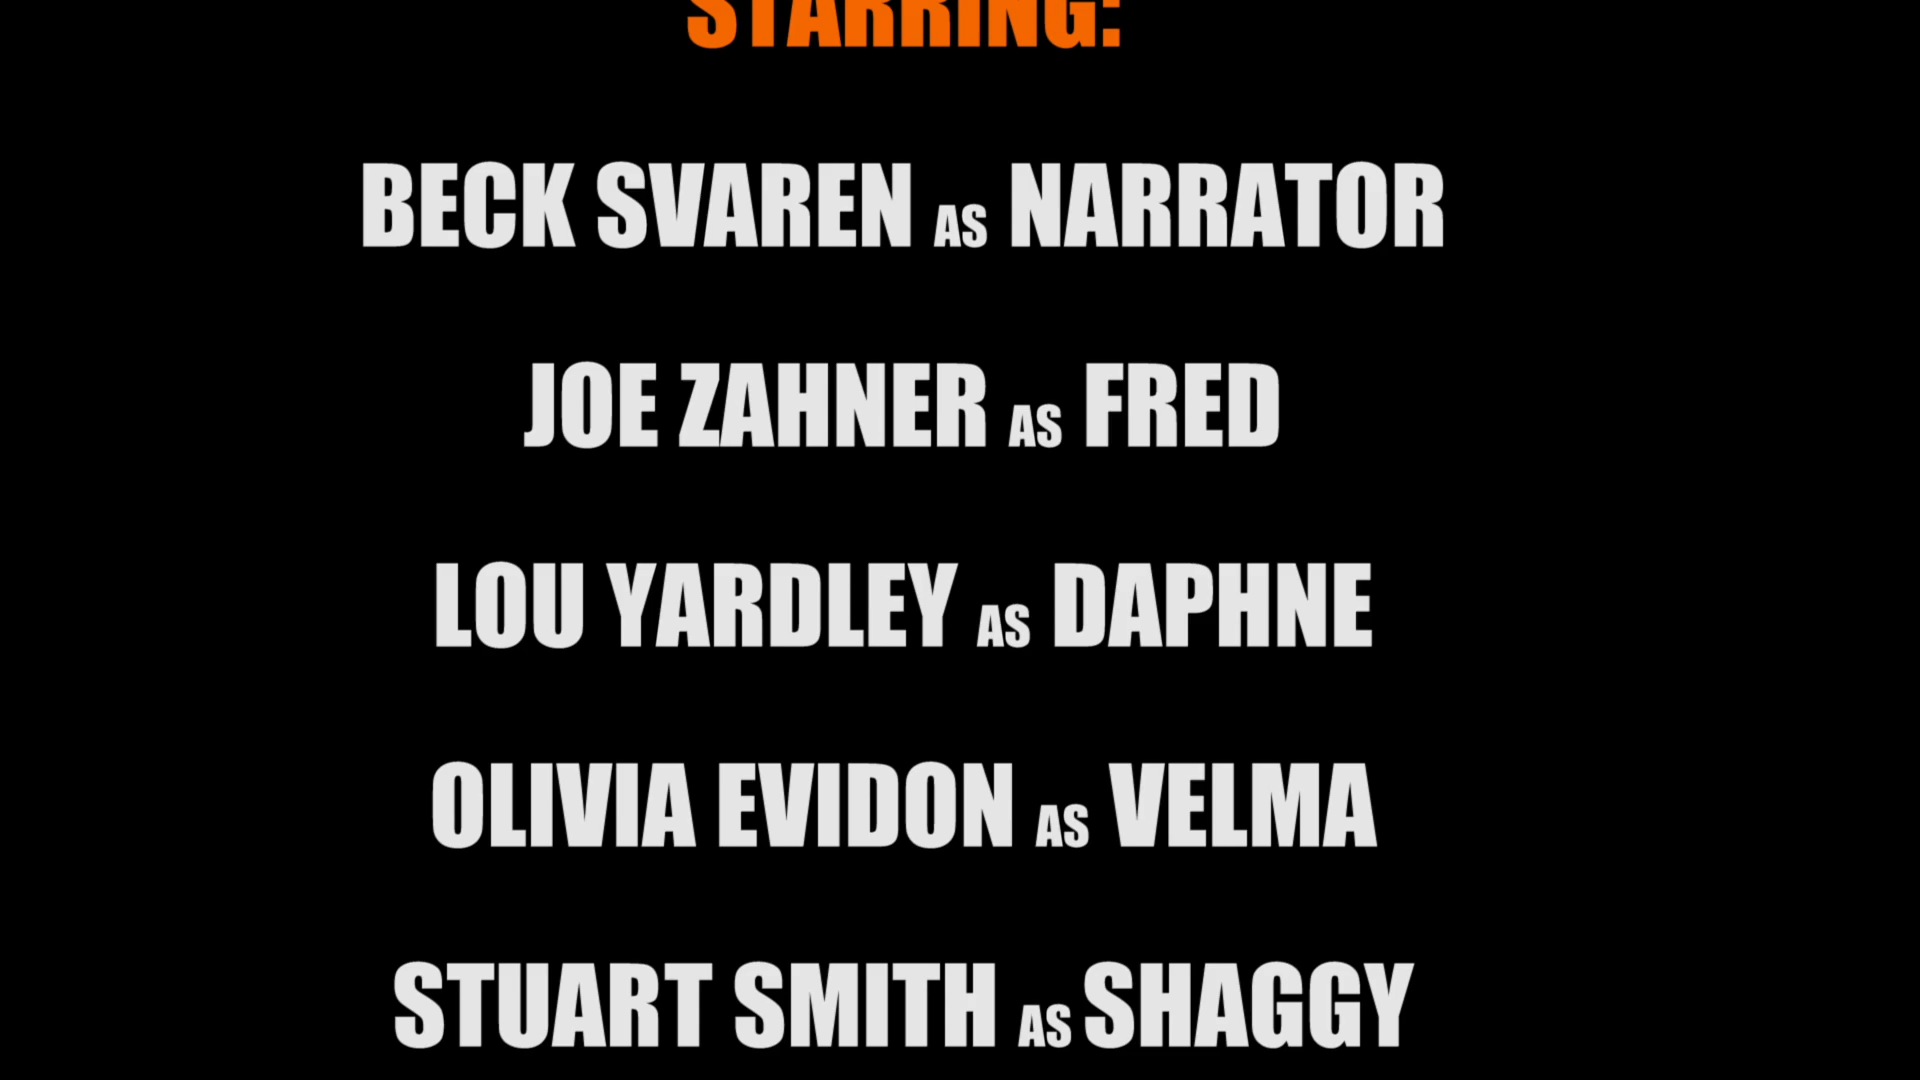 STARRING:
BECK SVAREN AS NARRATOR
JOE ZAHNER AS FRED
LOU YARDLEY AS DAPHNE
OLIVIA EVIDON AS VELMA
STUART SMITH AS SHAGGY